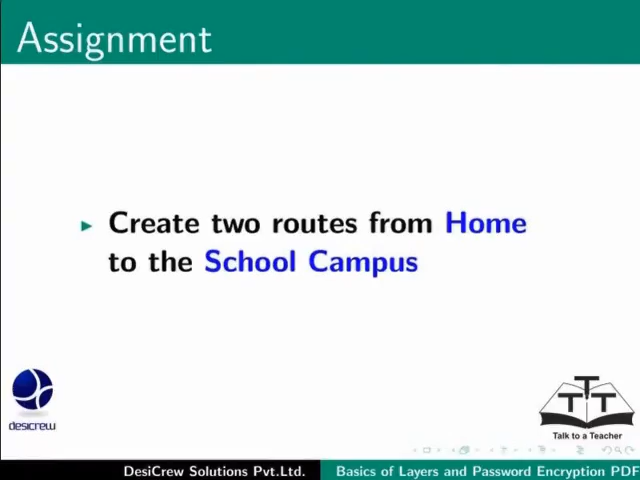 Assignment
Create two routes from Home
to the School Campus
desicrew
TTT
Talk to a Teacher
DesiCrew Solutions Pvt.Ltd.
Basics of Layers and Password Encryption PDF